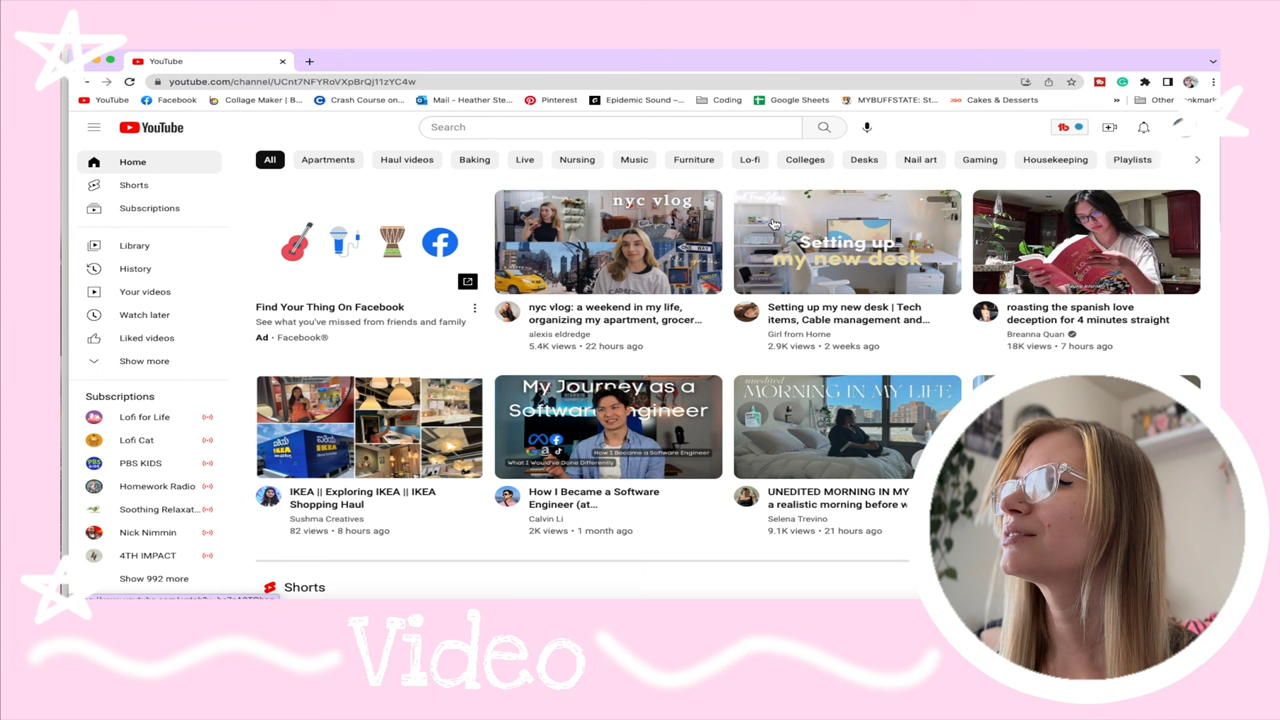 YouTube
youtube.com/channel/UCnt7NFYRoVXpBrQj11zYC4w
YouTube
Facebook
Collage Maker | B...
Crash Course on...
Mail – Heather Ste...
Pinterest
Epidemic Sound –...
Coding
Google Sheets
MYBUFFSTATE: St...
Cakes & Desserts
»
Other
YouTube
Search
tb
All
Apartments
Haul videos
Baking
Live
Nursing
Music
Furniture
Lo-fi
Colleges
Desks
Nail art
Gaming
Housekeeping
Playlists
Home
Shorts
Subscriptions
Library
History
Your videos
Watch later
Liked videos
Show more
Subscriptions
Lofi for Life
Lofi Cat
PBS KIDS
Homework Radio
Soothing Relaxat...
Nick Nimmin
4TH IMPACT
Show 992 more
Find Your Thing On Facebook
See what you've missed from friends and family
Ad • Facebook®
nyc vlog
nyc vlog: a weekend in my life,
organizing my apartment, grocer...
alexis eldredge
5.4K views • 22 hours ago
Setting up
my new desk
Setting up my new desk | Tech
items, Cable management and...
Girl from Home
2.9K views • 2 weeks ago
roasting the spanish love
deception for 4 minutes straight
Breanna Quan
18K views • 7 hours ago
IKEA
IKEA || Exploring IKEA || IKEA
Shopping Haul
Sushma Creatives
82 views • 8 hours ago
My Journey as a
Software Engineer
How I Became a Software Engineer
What I Would've Done Differently
How I Became a Software
Engineer (at...
Calvin Li
2K views • 1 month ago
unedited
MORNING IN MY LIFE
UNEDITED MORNING IN MY
a realistic morning before w
Selena Trevino
9.1K views • 21 hours ago
Shorts
Video